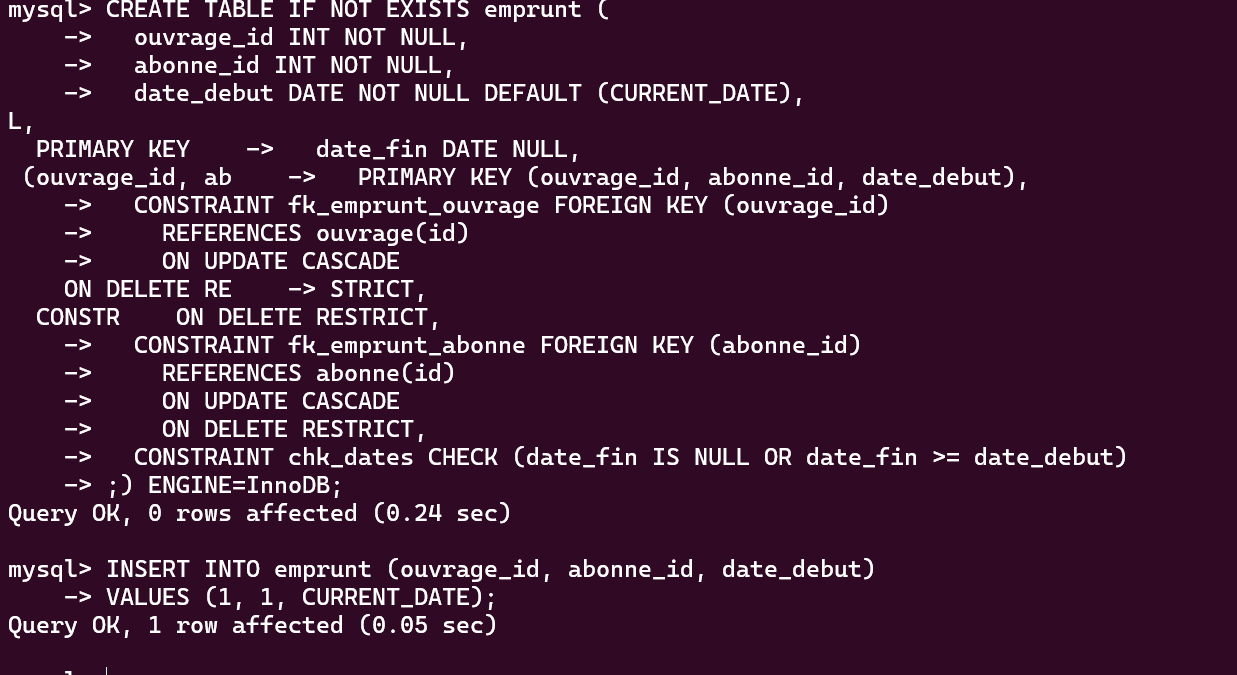 mysql> CREATE TABLE IF NOT EXISTS emprunt (
    ->   ouvrage_id INT NOT NULL,
    ->   abonne_id INT NOT NULL,
    ->   date_debut DATE NOT NULL DEFAULT (CURRENT_DATE),
L,
  PRIMARY KEY    ->   date_fin DATE NULL,
 (ouvrage_id, ab    ->   PRIMARY KEY (ouvrage_id, abonne_id, date_debut),
    ->   CONSTRAINT fk_emprunt_ouvrage FOREIGN KEY (ouvrage_id)
    ->     REFERENCES ouvrage(id)
    ->     ON UPDATE CASCADE
    ON DELETE RE    -> STRICT,
  CONSTR    ON DELETE RESTRICT,
    ->   CONSTRAINT fk_emprunt_abonne FOREIGN KEY (abonne_id)
    ->     REFERENCES abonne(id)
    ->     ON UPDATE CASCADE
    ->     ON DELETE RESTRICT,
    ->   CONSTRAINT chk_dates CHECK (date_fin IS NULL OR date_fin >= date_debut)
    -> ;) ENGINE=InnoDB;
Query OK, 0 rows affected (0.24 sec)

mysql> INSERT INTO emprunt (ouvrage_id, abonne_id, date_debut)
    -> VALUES (1, 1, CURRENT_DATE);
Query OK, 1 row affected (0.05 sec)